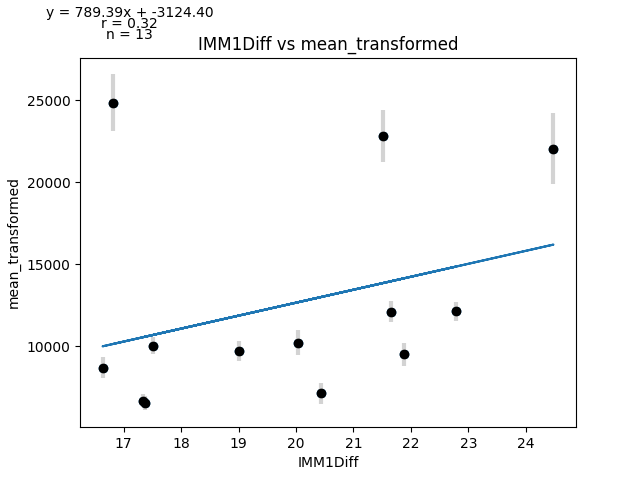 y = 789.39x + -3124.40
r = 0.32
n = 13
IMM1Diff vs mean_transformed
mean_transformed
25000
20000
15000
10000
17 18 19 20 21 22 23 24
IMM1Diff